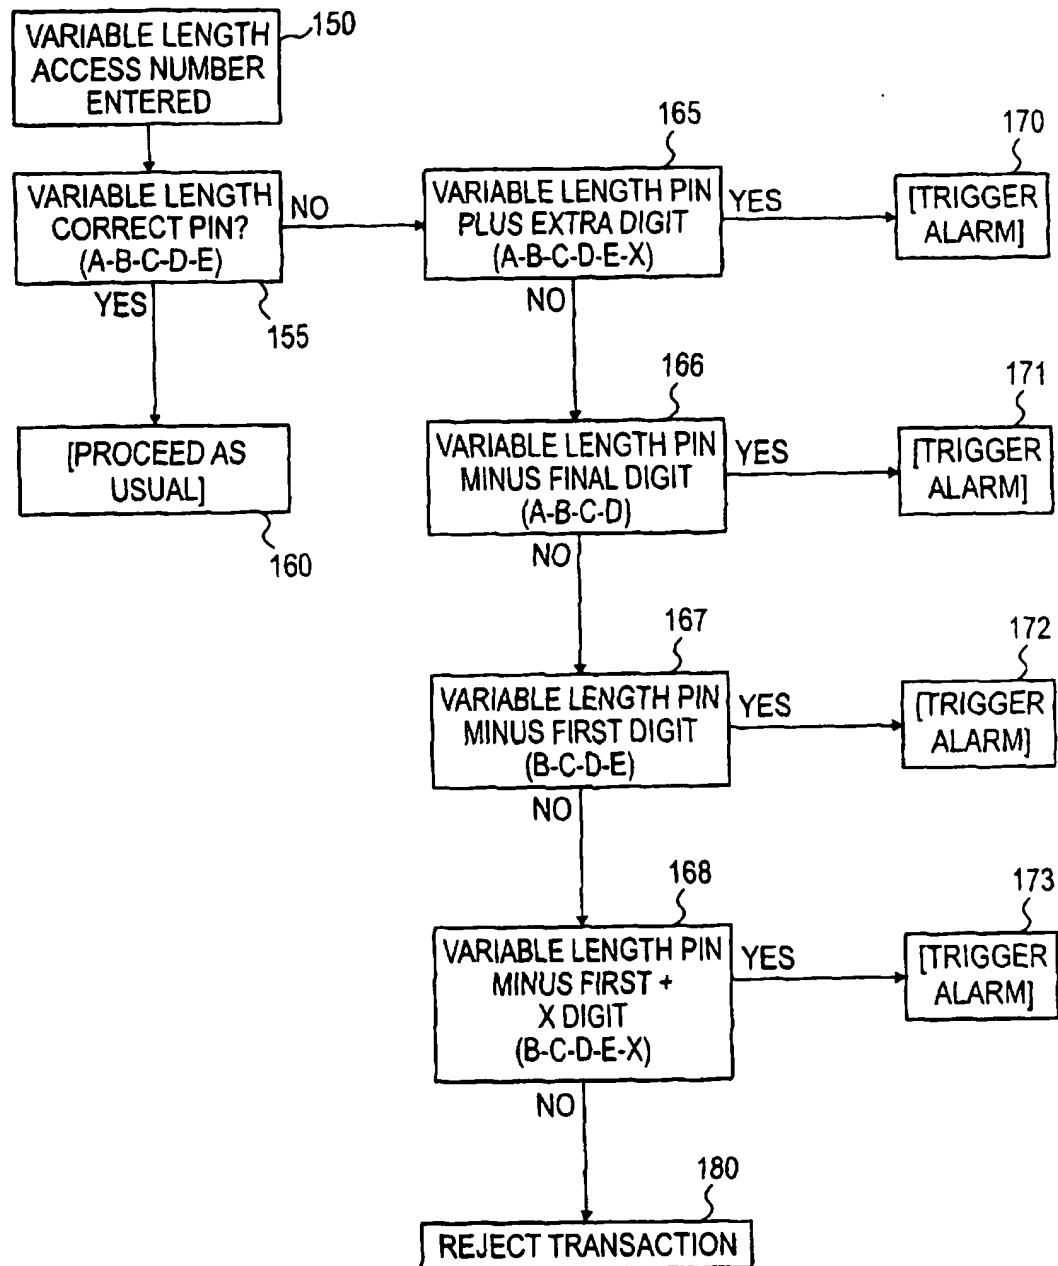 VARIABLE LENGTH
ACCESS NUMBER
ENTERED
150
VARIABLE LENGTH
CORRECT PIN?
(A-B-C-D-E)
155
NO
YES
[PROCEED AS
USUAL]
160
165
VARIABLE LENGTH PIN
PLUS EXTRA DIGIT
(A-B-C-D-E-X)
YES
170
[TRIGGER
ALARM]
NO
166
VARIABLE LENGTH PIN
MINUS FINAL DIGIT
(A-B-C-D)
YES
171
[TRIGGER
ALARM]
NO
167
VARIABLE LENGTH PIN
MINUS FIRST DIGIT
(B-C-D-E)
YES
172
[TRIGGER
ALARM]
NO
168
VARIABLE LENGTH PIN
MINUS FIRST +
X DIGIT
(B-C-D-E-X)
YES
173
[TRIGGER
ALARM]
NO
180
REJECT TRANSACTION